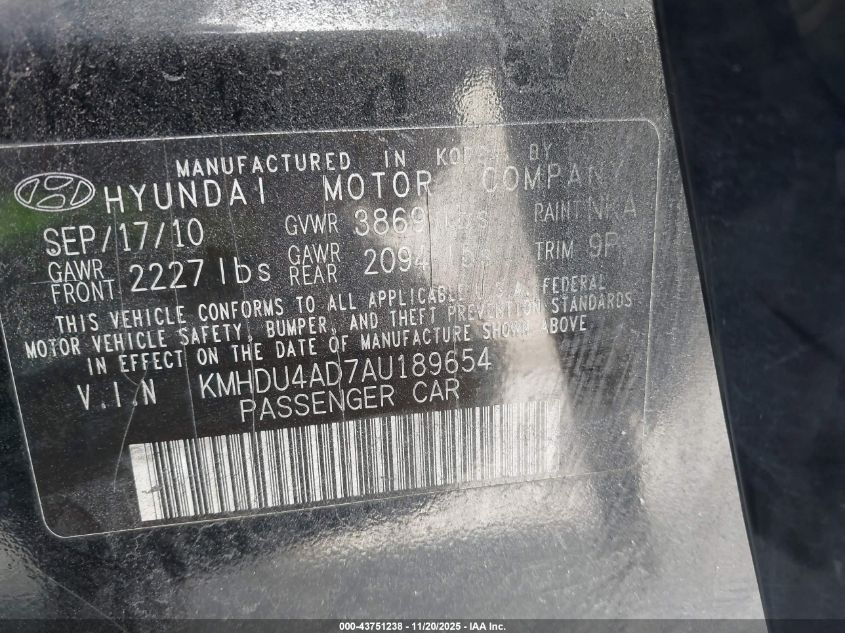 MANUFACTURED IN KOREA BY
HYUNDAI MOTOR COMPANY
SEP/17/10 GVWR 3869 lbs PAINT NKA
GAWR FRONT 2227 lbs GAWR REAR 2094 lbs TRIM 9P
THIS VEHICLE CONFORMS TO ALL APPLICABLE U.S.A. FEDERAL
MOTOR VEHICLE SAFETY, BUMPER, AND THEFT PREVENTION STANDARDS
IN EFFECT ON THE DATE OF MANUFACTURE SHOWN ABOVE
V.I.N KMHDU4AD7AU189654
PASSENGER CAR
000-43751238 - 11/20/2025 - IAA Inc.